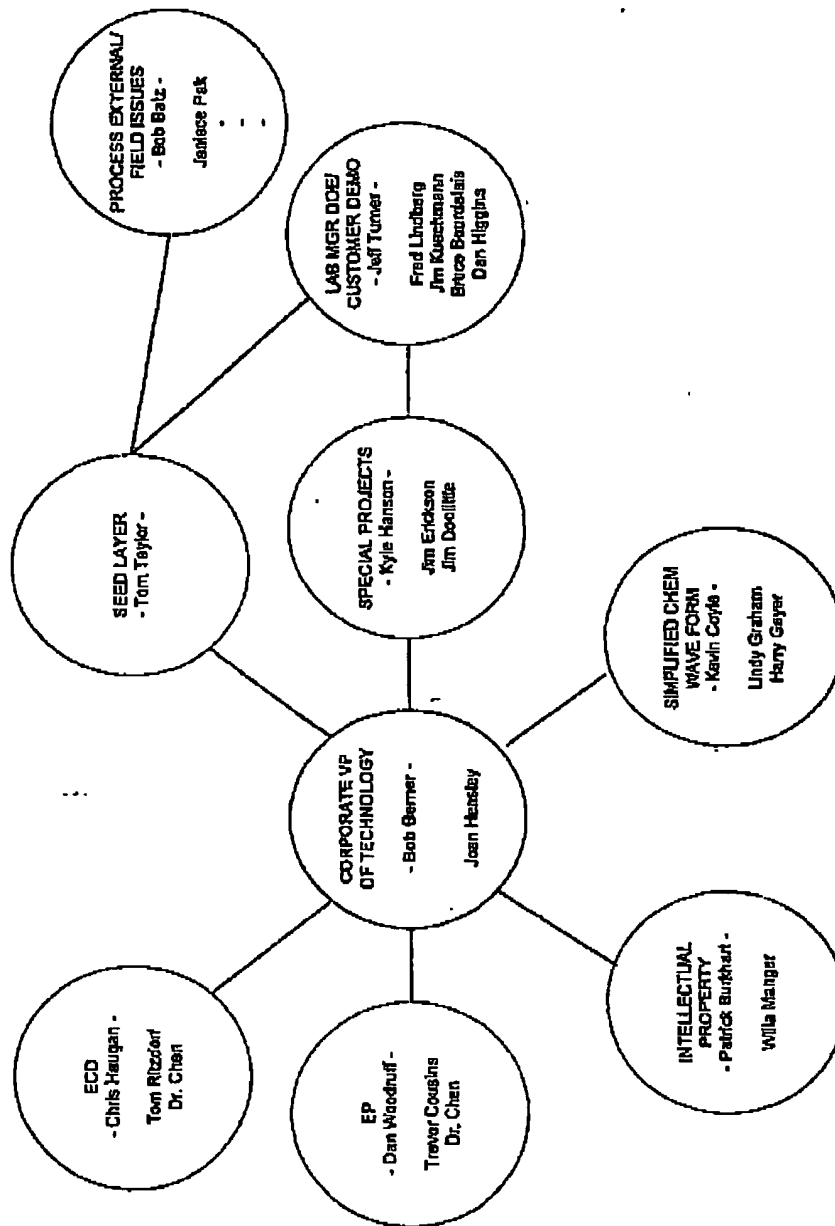 ECD
- Chris Haugan -
Tom Ritzdorf
Dr. Chen
SEED LAYER
- Tom Taylor -
PROCESS EXTERNAL/
FIELD ISSUES
- Bob Batz -
Janiece Pak
-
-
-
EP
- Dan Woodruff -
Trevor Cousins
Dr. Chen
CORPORATE VP
OF TECHNOLOGY
- Bob Berner -
Joan Heasley
SPECIAL PROJECTS
- Kyle Hanson -
Jim Erickson
Jim Doolittle
LAB MGR DOE/
CUSTOMER DEMO
- Jeff Turner -
Fred Lindberg
Jim Kuechmann
Bruce Bourdelais
Dan Higgins
INTELLECTUAL
PROPERTY
- Patrick Burkhart -
Willa Manger
SIMPLIFIED CHEM
WAVE FORM
- Kevin Coyle -
Lindy Graham
Harry Geyer